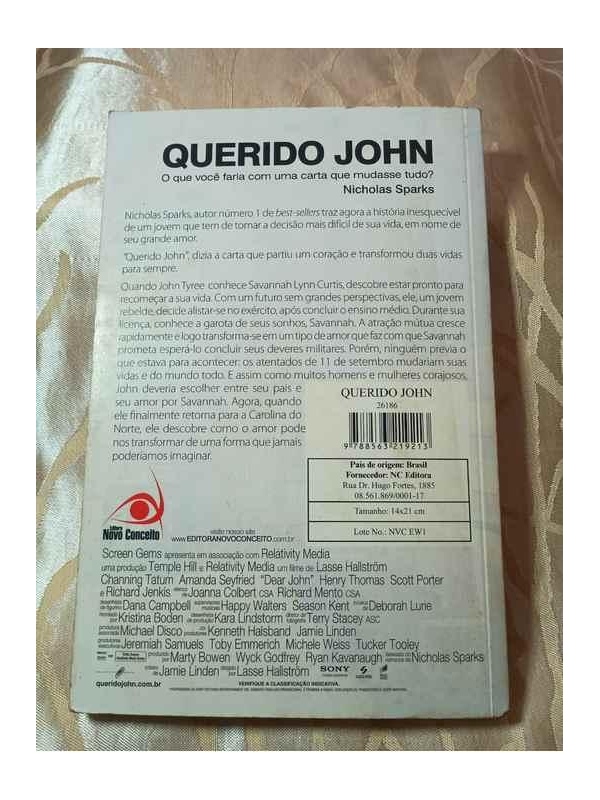 QUERIDO JOHN
O que você faria com uma carta que mudasse tudo?
Nicholas Sparks
Nicholas Sparks, autor número 1 de best-sellers traz agora a história inesquecível
de um jovem que tem de tomar a decisão mais difícil de sua vida, em nome de
seu grande amor.
"Querido John", dizia a carta que partiu um coração e transformou duas vidas
para sempre.
Quando John Tyree conhece Savannah Lynn Curtis, descobre estar pronto para
recomeçar a sua vida. Com um futuro sem grandes perspectivas, ele, um jovem
rebelde, decide alistar-se no exército, após concluir o ensino médio. Durante sua
licença, conhece a garota de seus sonhos, Savannah. A atração mútua cresce
rapidamente e logo transforma-se em um tipo de amor que faz com que Savannah
prometa esperá-lo concluir seus deveres militares. Porém, ninguém previa o
que estava para acontecer: os atentados de 11 de setembro mudariam suas
vidas e do mundo todo. E assim como muitos homens e mulheres corajosos,
John deveria escolher entre seu país e
seu amor por Savannah. Agora, quando
ele finalmente retorna para a Carolina do
Norte, ele descobre como o amor pode
nos transformar de uma forma que jamais
poderíamos imaginar.
QUERIDO JOHN
26186
9 788563 219213
País de origem: Brasil
Fornecedor: NC Editora
Rua Dr. Hugo Fortes, 1885
08.561.869/0001-17
Tamanho: 14x21 cm
Lote No.: NVC EW1
Editora
Novo Conceito
visite nosso site
www.EDITORANOVOCONCEITO.com.br
Screen Gems apresenta em associação com Relativity Media
uma produção Temple Hill e Relativity Media um filme de Lasse Hallström
Channing Tatum Amanda Seyfried "Dear John" Henry Thomas Scott Porter
e Richard Jenkis Joanna Colbert CSA Richard Mento CSA
Dana Campbell Happy Walters Season Kent Deborah Lurie
Kristina Boden Kara Lindstorm Terry Stacey ASC
Michael Disco Kenneth Halsband Jamie Linden
Jeremiah Samuels Toby Emmerich Michele Weiss Tucker Tooley
Marty Bowen Wyck Godfrey Ryan Kavanaugh Nicholas Sparks
Jamie Linden Lasse Hallström SONY
queridojohn.com.br VERIFIQUE A CLASSIFICAÇÃO INDICATIVA.